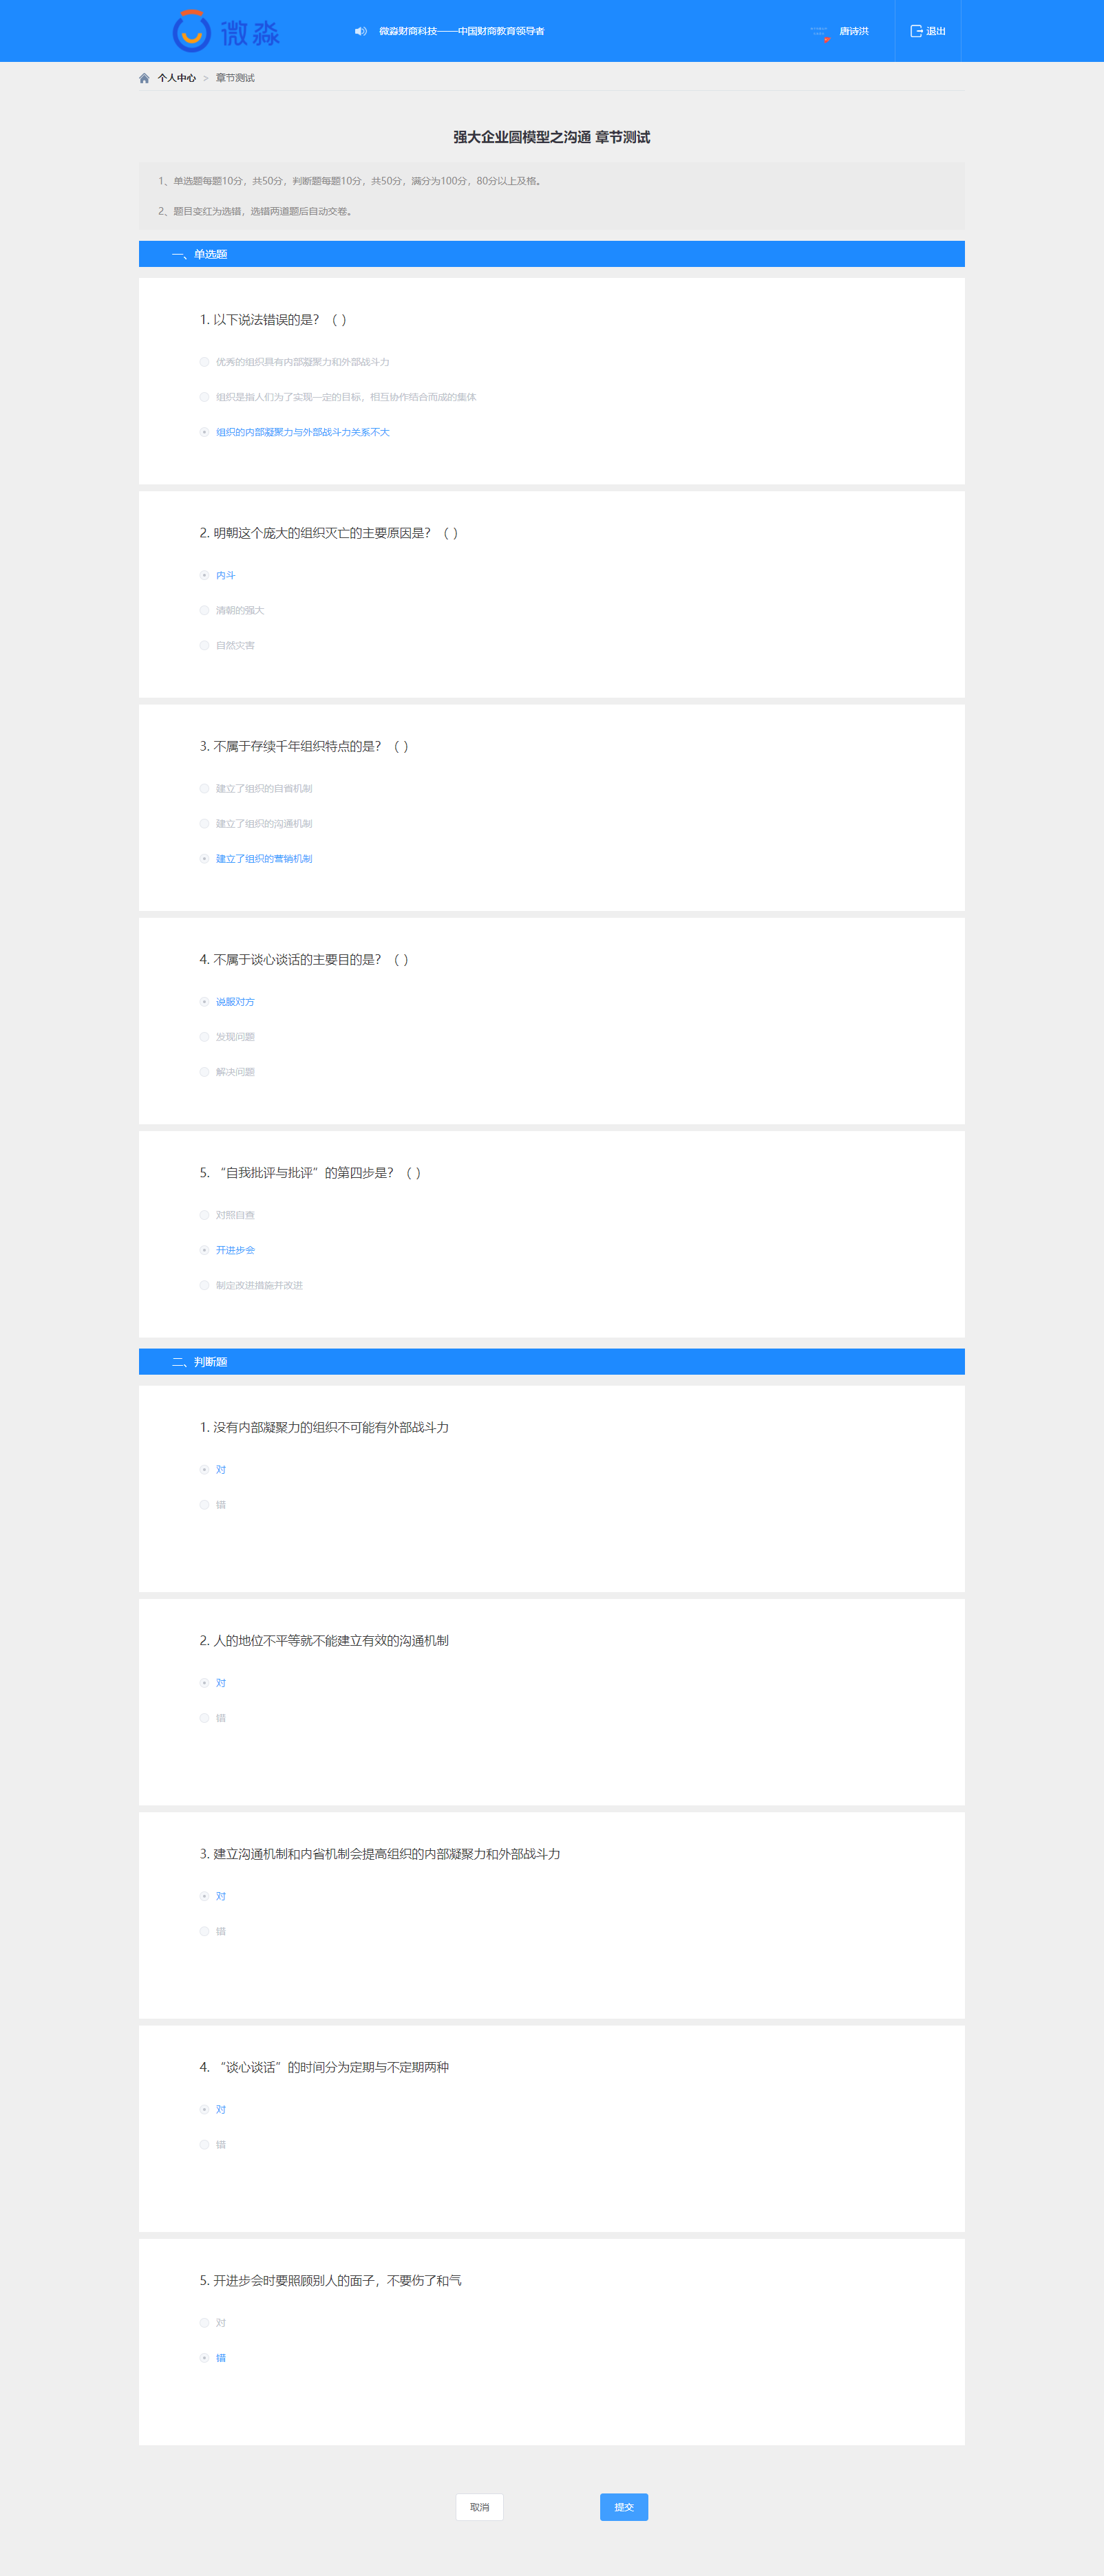 微淼
微淼财商科技——中国财商教育领导者
唐诗洪
退出
个人中心 > 章节测试
强大企业圆模型之沟通 章节测试
1、单选题每题10分，共50分，判断题每题10分，共50分，满分为100分，80分以上及格。
2、题目变红为选错，选错两道题后自动交卷。
一、单选题
1. 以下说法错误的是？（ ）
优秀的组织具有内部凝聚力和外部战斗力
组织是指人们为了实现一定的目标，相互协作结合而成的集体
组织的内部凝聚力与外部战斗力关系不大
2. 明朝这个庞大的组织灭亡的主要原因是？（ ）
内斗
清朝的强大
自然灾害
3. 不属于存续千年组织特点的是？（ ）
建立了组织的自省机制
建立了组织的沟通机制
建立了组织的营销机制
4. 不属于谈心谈话的主要目的是？（ ）
说服对方
发现问题
解决问题
5. “自我批评与批评”的第四步是？（ ）
对照自查
开进步会
制定改进措施并改进
二、判断题
1. 没有内部凝聚力的组织不可能有外部战斗力
对
错
2. 人的地位不平等就不能建立有效的沟通机制
对
错
3. 建立沟通机制和内省机制会提高组织的内部凝聚力和外部战斗力
对
错
4. “谈心谈话”的时间分为定期与不定期两种
对
错
5. 开进步会时要照顾别人的面子，不要伤了和气
对
错
取消
提交